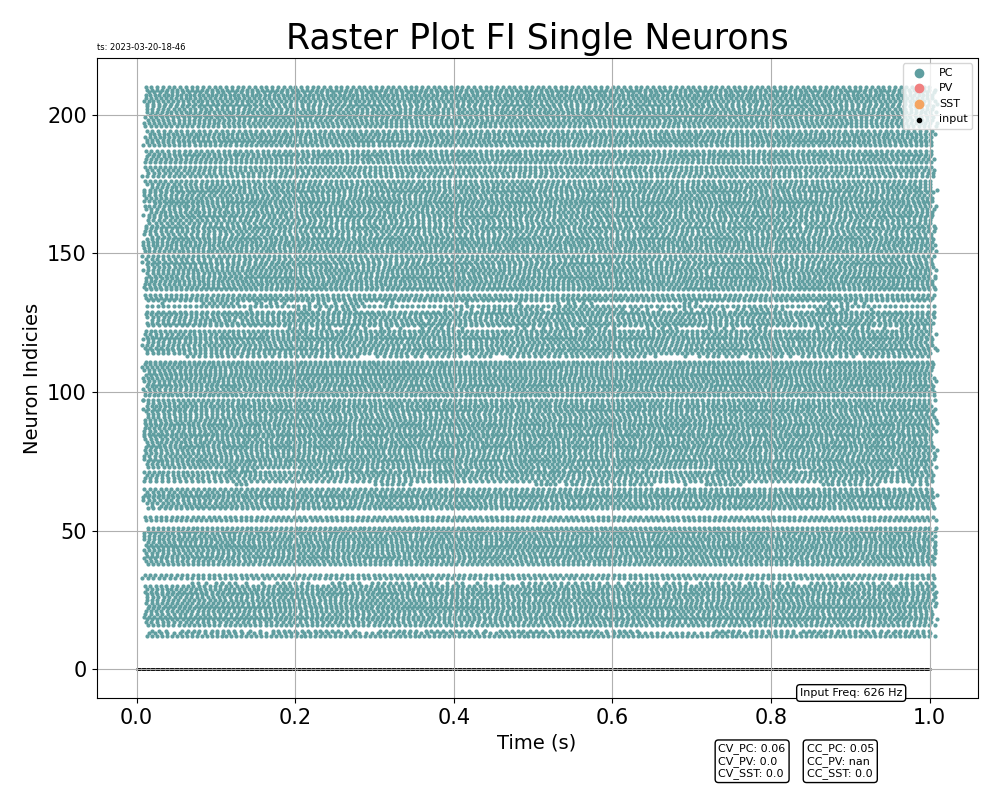 Raster Plot FI Single Neurons
ts: 2023-03-20-18-46
PC
PV
SST
input
200
150
100
50
0
Neuron Indicies
Input Freq: 626 Hz
0.0 0.2 0.4 0.6 0.8 1.0
Time (s)
CV_PC: 0.06
CV_PV: 0.0
CV_SST: 0.0
CC_PC: 0.05
CC_PV: nan
CC_SST: 0.0